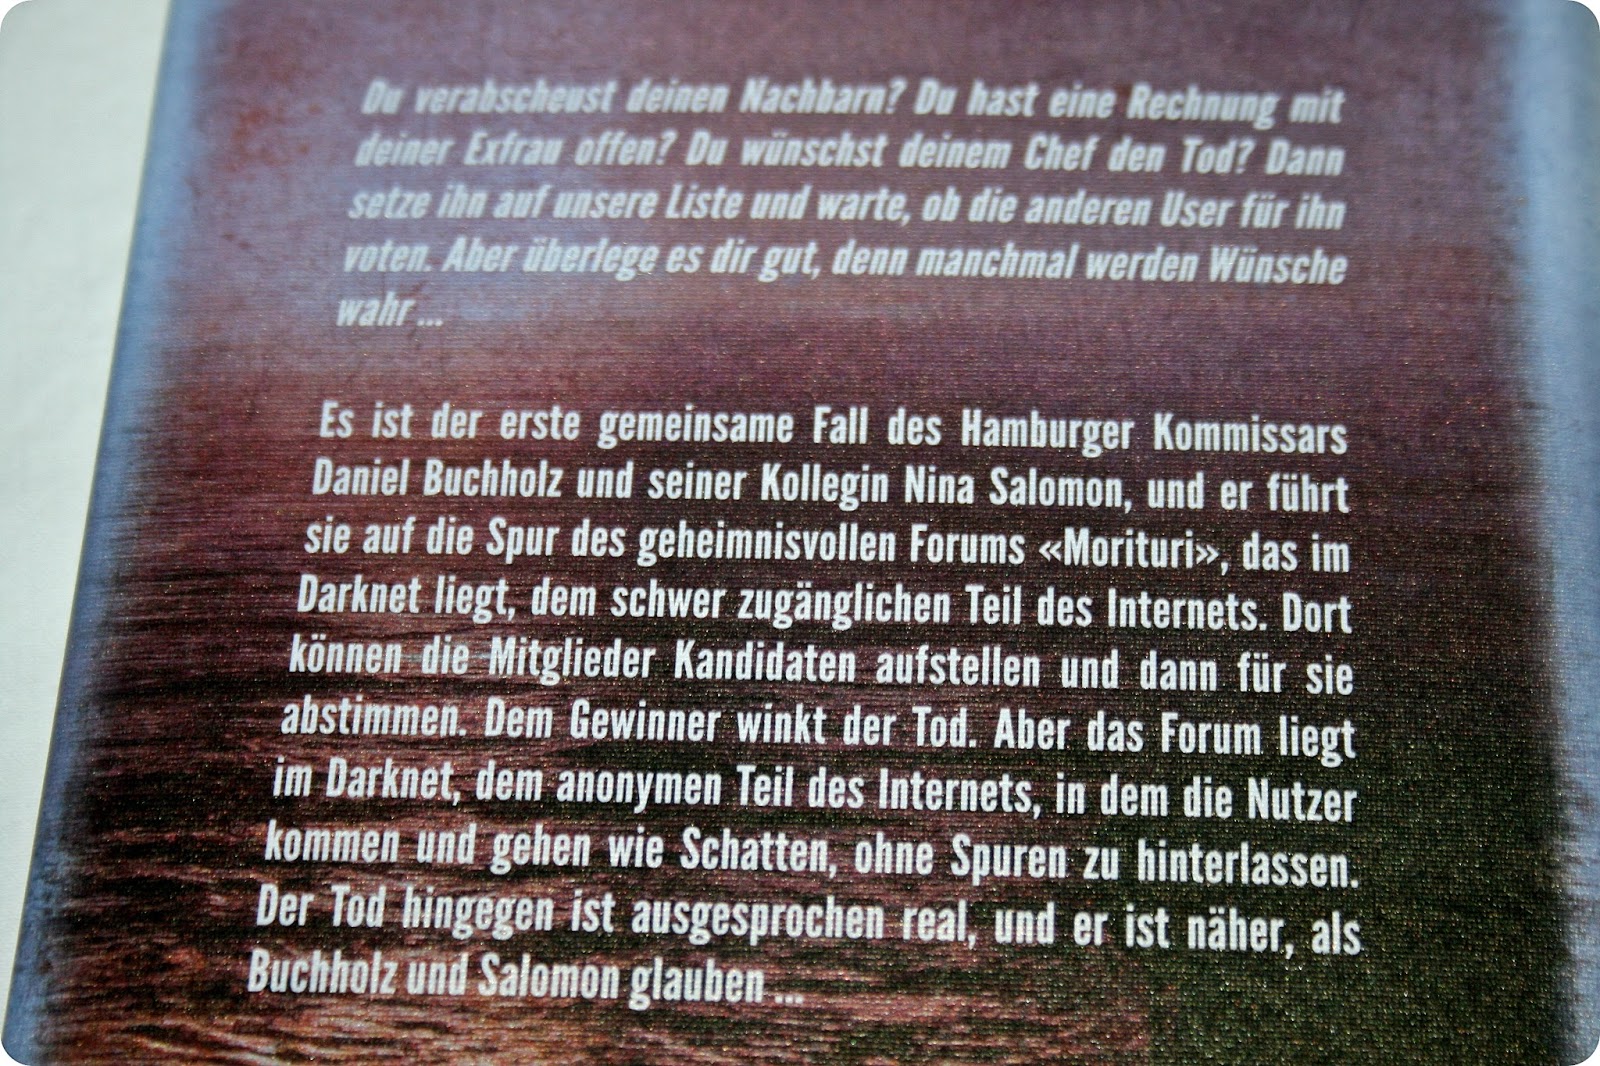 Du verabscheust deinen Nachbarn? Du hast eine Rechnung mit
deiner Exfrau offen? Du wünschst deinem Chef den Tod? Dann
setze ihn auf unsere Liste und warte, ob die anderen User für ihn
voten. Aber überlege es dir gut, denn manchmal werden Wünsche
wahr ...
Es ist der erste gemeinsame Fall des Hamburger Kommissars
Daniel Buchholz und seiner Kollegin Nina Salomon, und er führt
sie auf die Spur des geheimnisvollen Forums «Morituri», das im
Darknet liegt, dem schwer zugänglichen Teil des Internets. Dort
können die Mitglieder Kandidaten aufstellen und dann für sie
abstimmen. Dem Gewinner winkt der Tod. Aber das Forum liegt
im Darknet, dem anonymen Teil des Internets, in dem die Nutzer
kommen und gehen wie Schatten, ohne Spuren zu hinterlassen.
Der Tod hingegen ist ausgesprochen real, und er ist näher, als
Buchholz und Salomon glauben ...